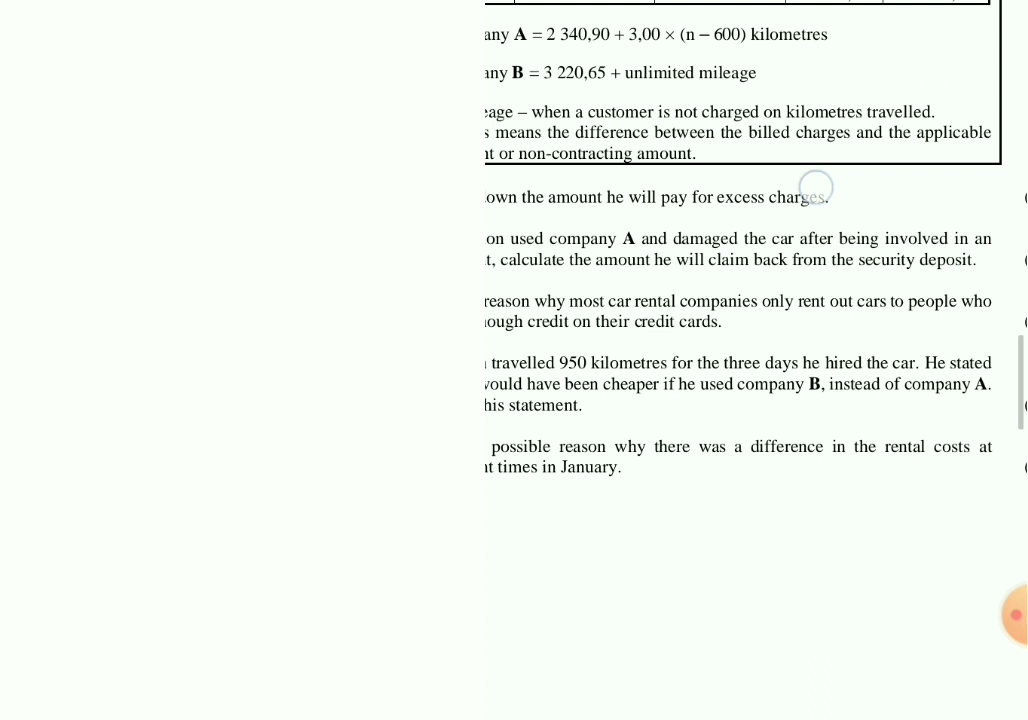 any A = 2 340,90 + 3,00 × (n – 600) kilometres
any B = 3 220,65 + unlimited mileage
eage – when a customer is not charged on kilometres travelled.
s means the difference between the billed charges and the applicable
nt or non-contracting amount.
own the amount he will pay for excess charges.
on used company A and damaged the car after being involved in an
t, calculate the amount he will claim back from the security deposit.
reason why most car rental companies only rent out cars to people who
nough credit on their credit cards.
travelled 950 kilometres for the three days he hired the car. He stated
would have been cheaper if he used company B, instead of company A.
his statement.
possible reason why there was a difference in the rental costs at
nt times in January.